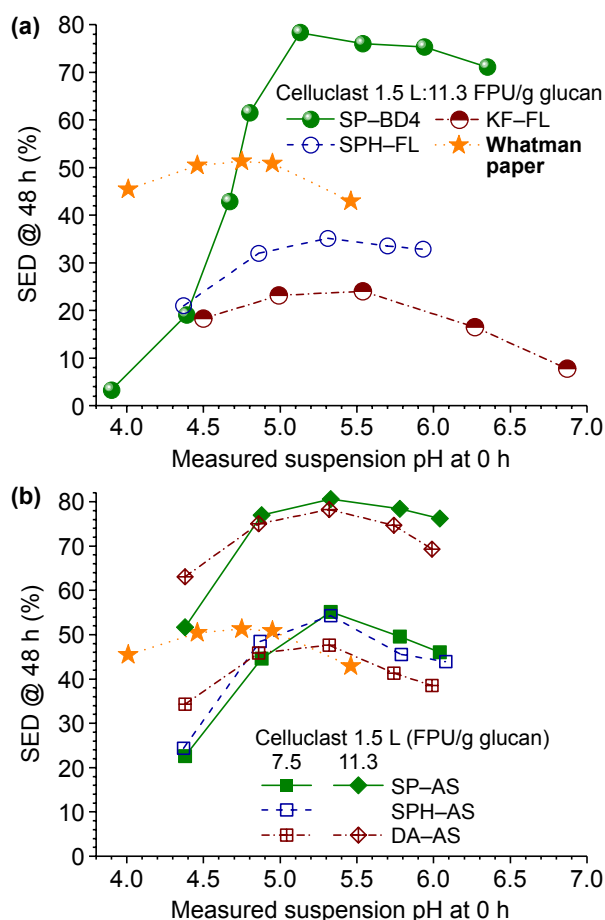 (a)
80
70
60
50
40
30
20
10
0
SED @ 48 h (%)
Celluclast 1.5 L:11.3 FPU/g glucan
SP–BD4 KF–FL
SPH–FL Whatman
paper
4.0 4.5 5.0 5.5 6.0 6.5 7.0
Measured suspension pH at 0 h
(b)
80
70
60
50
40
30
20
10
0
SED @ 48 h (%)
Celluclast 1.5 L (FPU/g glucan)
7.5 11.3
SP–AS
SPH–AS
DA–AS
4.0 4.5 5.0 5.5 6.0 6.5 7.0
Measured suspension pH at 0 h